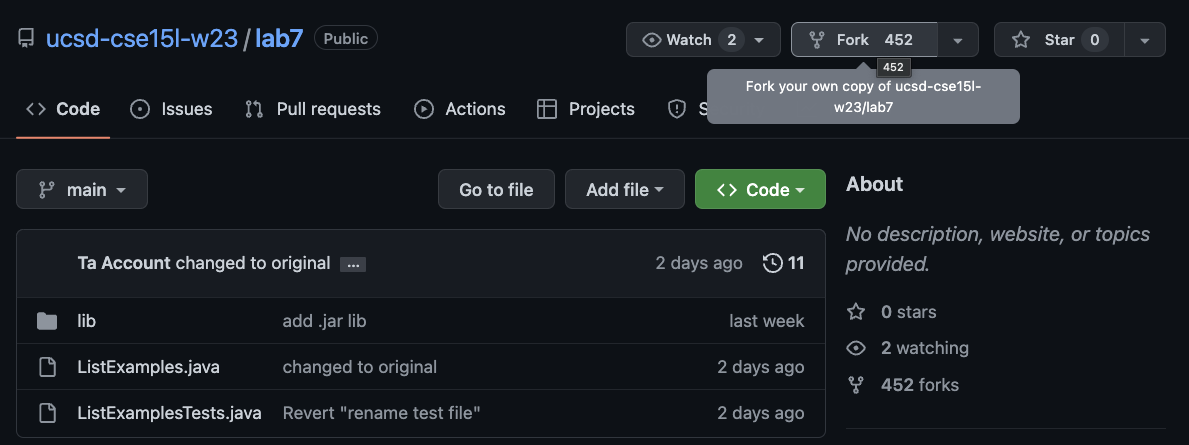 ucsd-cse15l-w23 / lab7 Public Watch 2 Fork 452 Star 0
452
Fork your own copy of ucsd-cse15l-
w23/lab7
Code Issues Pull requests Actions Projects S
main Go to file Add file Code
About
No description, website, or topics
provided.
Ta Account changed to original ... 2 days ago 11
lib add .jar lib last week
ListExamples.java changed to original 2 days ago
ListExamplesTests.java Revert "rename test file" 2 days ago
0 stars
2 watching
452 forks